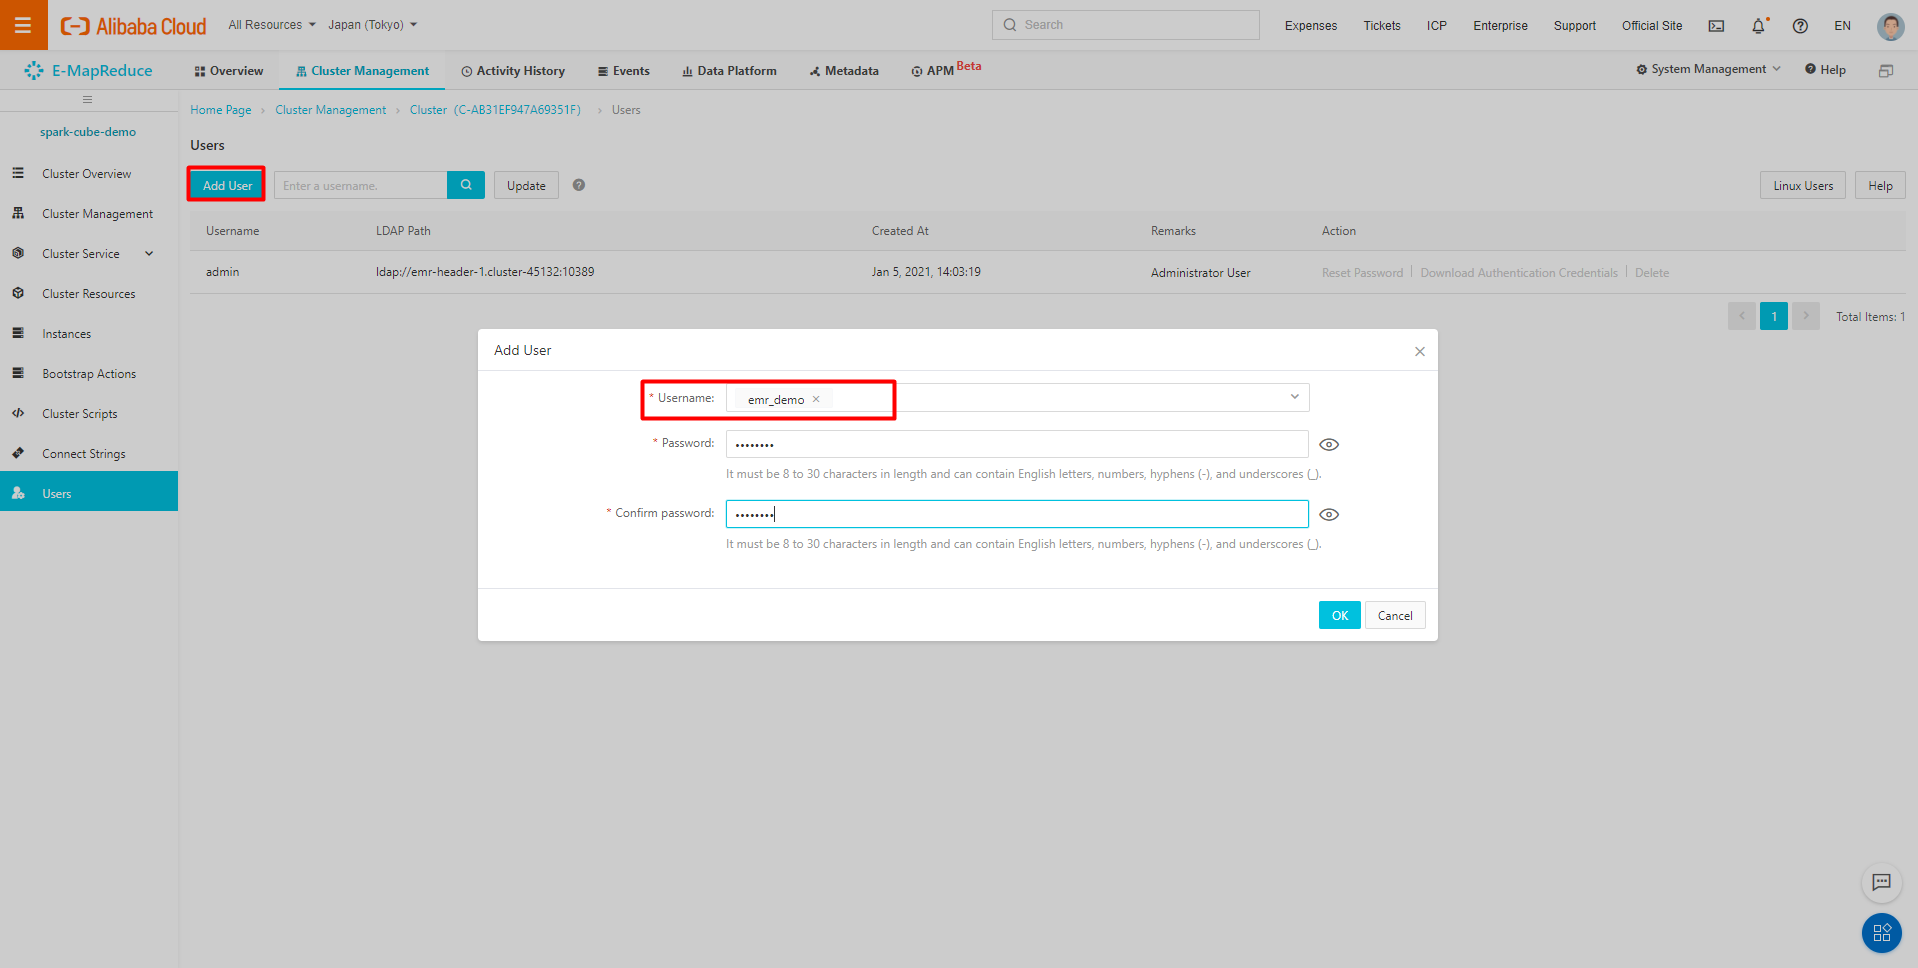 Alibaba Cloud All Resources Japan (Tokyo) Search Expenses Tickets ICP Enterprise Support Official Site EN
E-MapReduce Overview Cluster Management Activity History Events Data Platform Metadata APM Beta System Management Help
Home Page > Cluster Management > Cluster (C-AB31EF947A69351F) > Users
spark-cube-demo
Cluster Overview
Cluster Management
Cluster Service
Cluster Resources
Instances
Bootstrap Actions
Cluster Scripts
Connect Strings
Users
Users
Add User Enter a username. Update Linux Users Help
Username LDAP Path Created At Remarks Action
admin ldap://emr-header-1.cluster-45132:10389 Jan 5, 2021, 14:03:19 Administrator User Reset Password | Download Authentication Credentials | Delete
< 1 > Total Items: 1
Add User
* Username: emr_demo ×
* Password: ••••••••
It must be 8 to 30 characters in length and can contain English letters, numbers, hyphens (-), and underscores (_).
* Confirm password: ••••••••
It must be 8 to 30 characters in length and can contain English letters, numbers, hyphens (-), and underscores (_).
OK Cancel